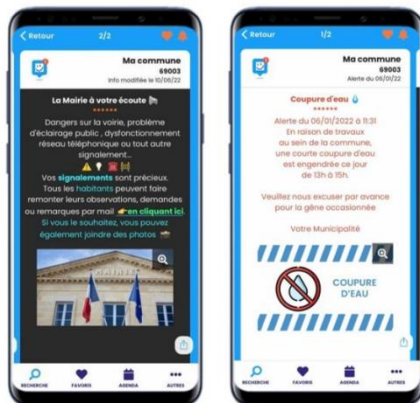 Retour
2/2
Ma commune
69003
Info modifiée le 10/06/22
La Mairie à votre écoute
******
Dangers sur la voirie, problème
d'éclairage public , dysfonctionnement
réseau téléphonique ou tout autre
signalement...
Vos signalements sont précieux.
Tous les habitants peuvent faire
remonter leurs observations, demandes
ou remarques par mail en cliquant ici.
Si vous le souhaitez, vous pouvez
également joindre des photos
MAIRIE
RECHERCHE
FAVORIS
AGENDA
AUTRES
Retour
1/2
Ma commune
69003
Alerte du 06/01/22
Coupure d'eau
******
Alerte du 06/01/2022 à 11:31
En raison de travaux
au sein de la commune,
une courte coupure d'eau
est engendrée ce jour
de 13h à 15h.
Veuillez nous excuser par avance
pour la gêne occasionnée
Votre Municipalité
COUPURE
D'EAU
RECHERCHE
FAVORIS
AGENDA
AUTRES